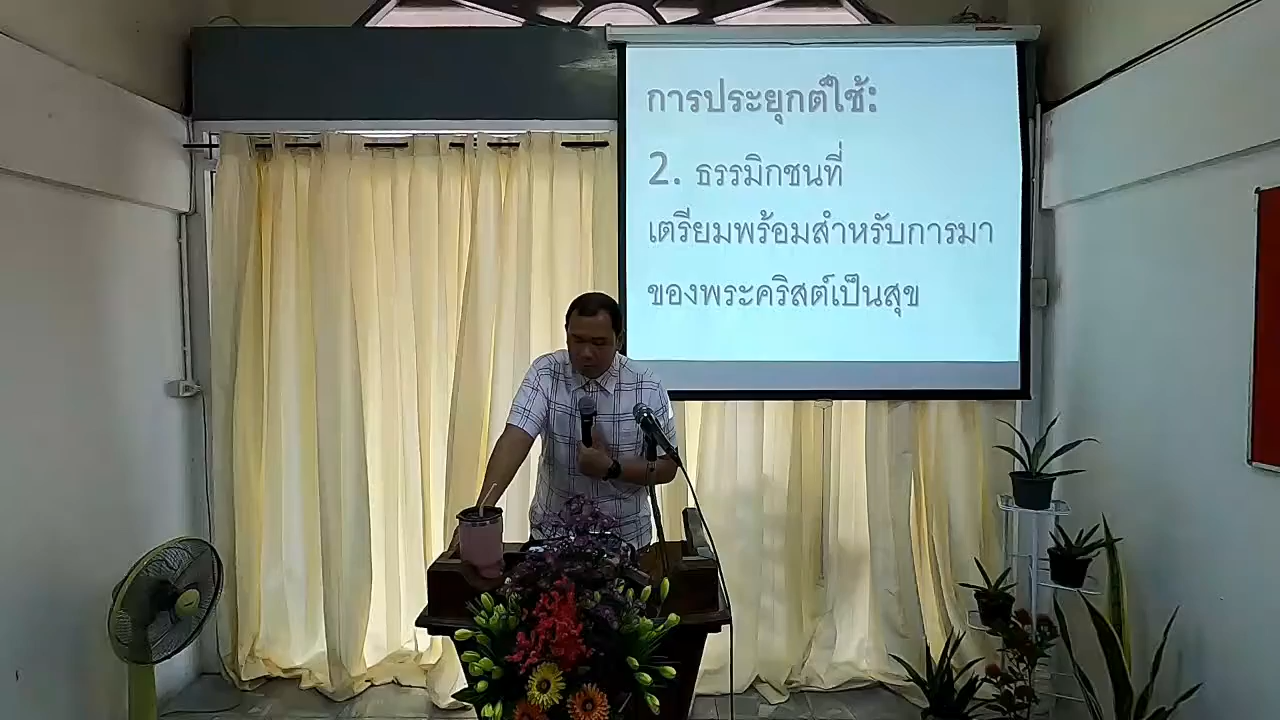 การประยุกต์ใช้:
2. ธรรมิกชนที่
เตรียมพร้อมสำหรับการมา
ของพระคริสต์เป็นสุข